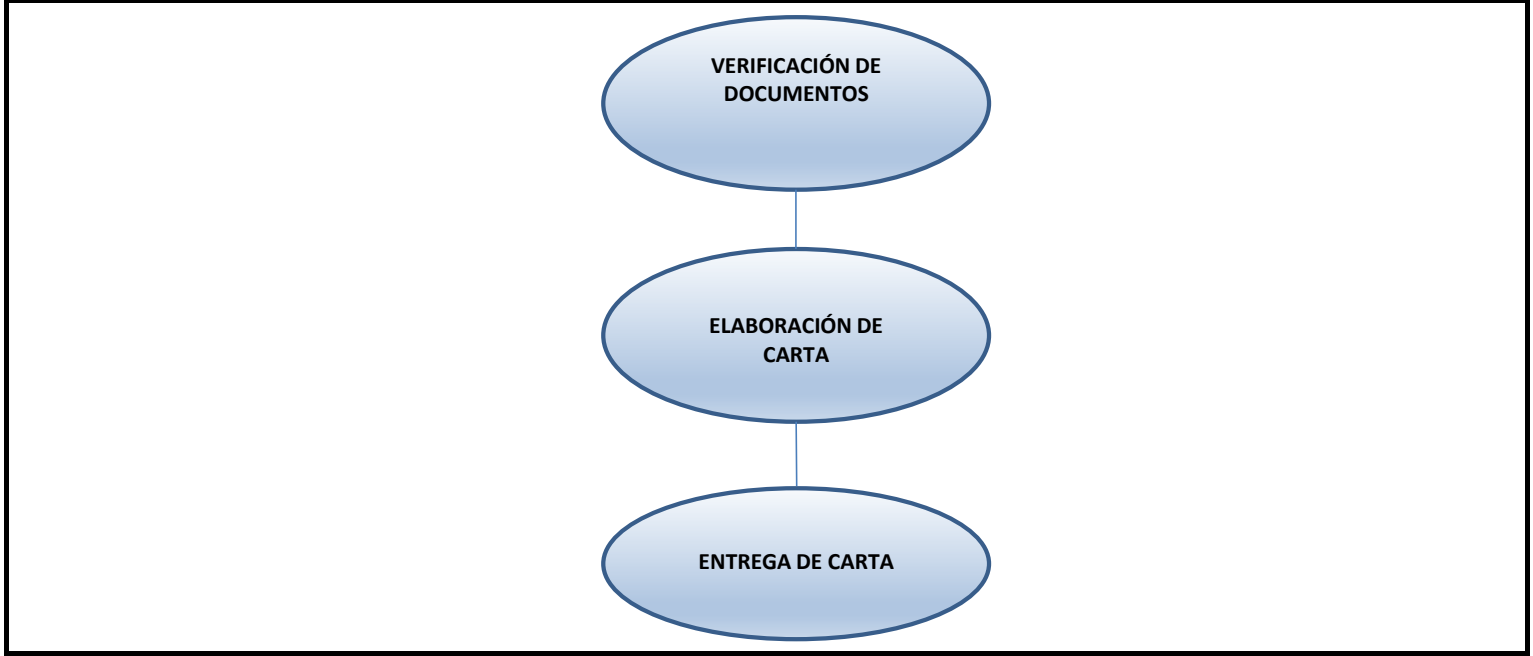 VERIFICACIÓN DE
DOCUMENTOS
ELABORACIÓN DE
CARTA
ENTREGA DE CARTA